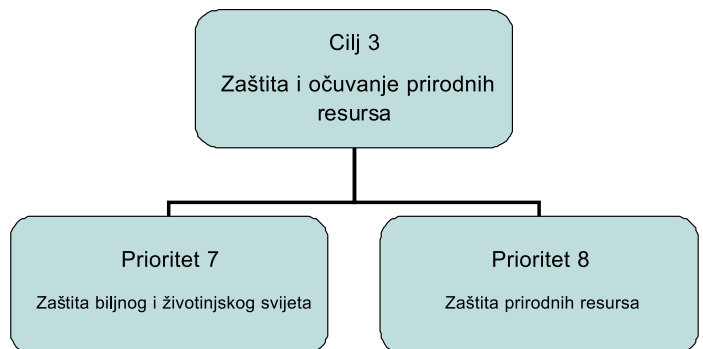 Cilj 3
Zaštita i očuvanje prirodnih
resursa
Prioritet 7
Zaštita biljnog i životinjskog svijeta
Prioritet 8
Zaštita prirodnih resursa